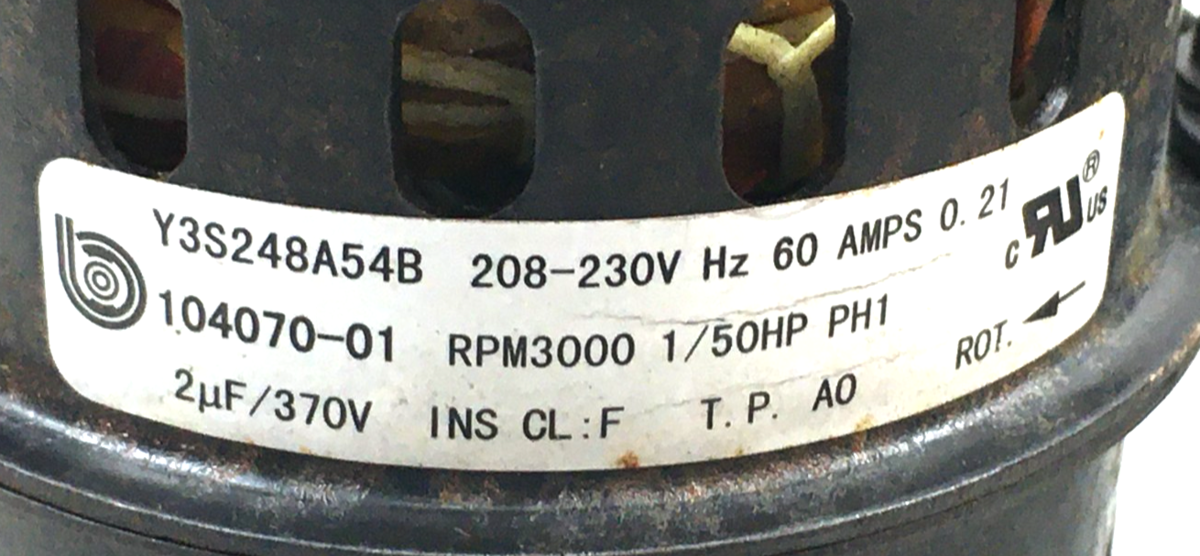 Y3S248A54B 208-230V Hz 60 AMPS 0.21
104070-01 RPM3000 1/50HP PH1
2µF/370V INS CL:F T.P. AO
ROT.
c RU ® US